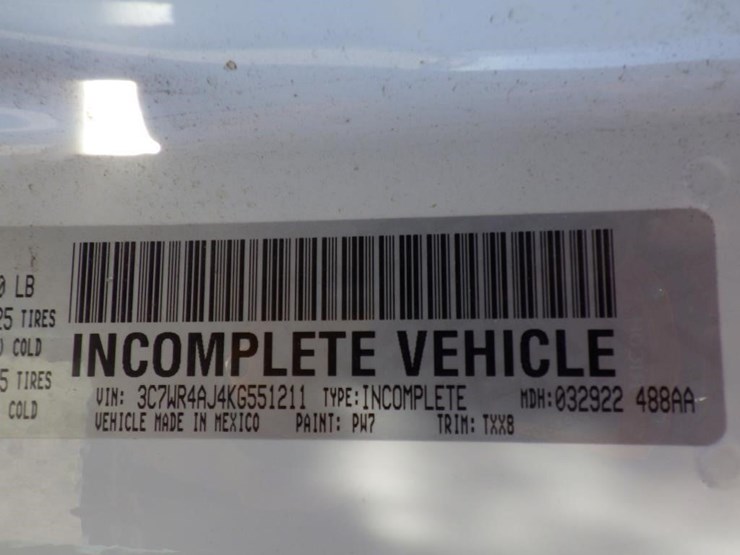 0 LB
25 TIRES
COLD
5 TIRES
COLD
INCOMPLETE VEHICLE
VIN: 3C7WR4AJ4KG551211 TYPE: INCOMPLETE MDH: 032922 488AA
VEHICLE MADE IN MEXICO PAINT: PW7 TRIM: TXX8